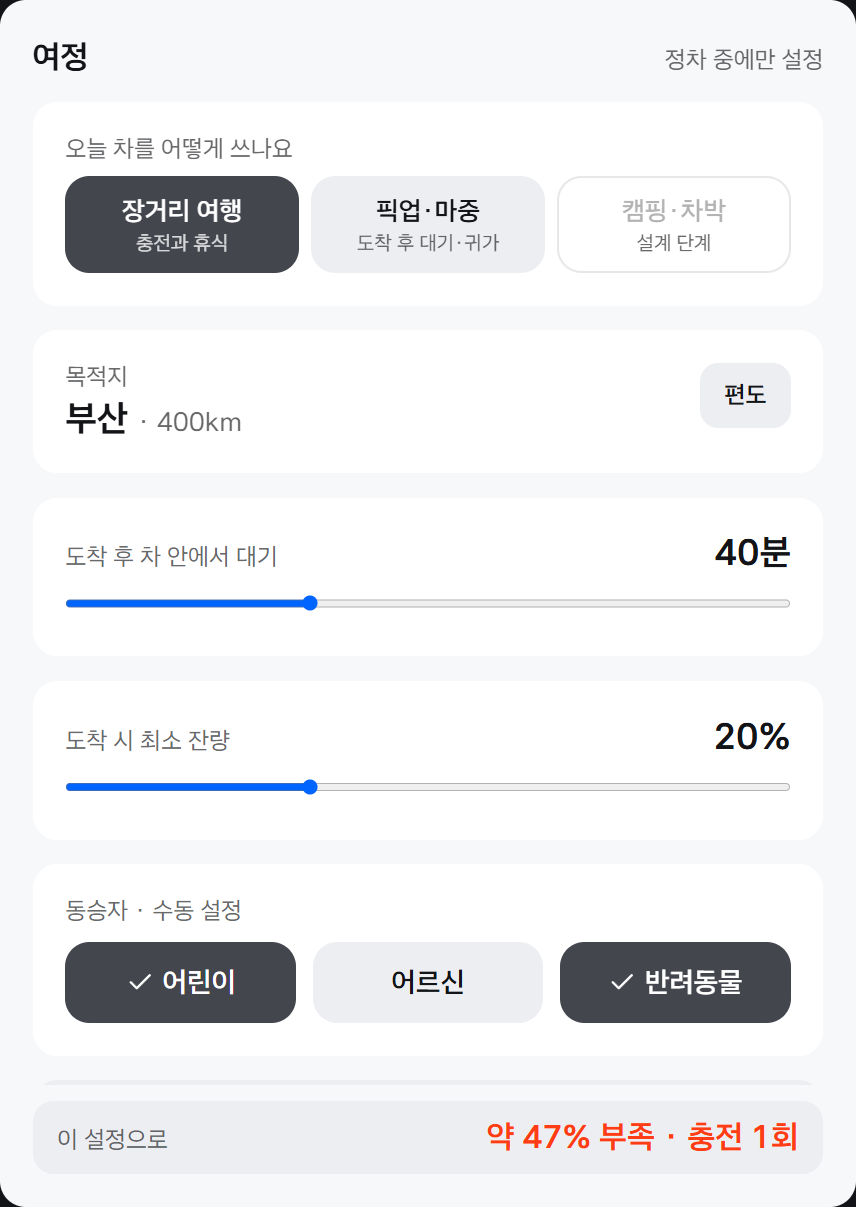 여정
정차 중에만 설정
오늘 차를 어떻게 쓰나요
장거리 여행
충전과 휴식
픽업·마중
도착 후 대기·귀가
캠핑·차박
설계 단계
목적지
부산 · 400km
편도
도착 후 차 안에서 대기
40분
도착 시 최소 잔량
20%
동승자 · 수동 설정
✓ 어린이
어르신
✓ 반려동물
이 설정으로
약 47% 부족 · 충전 1회